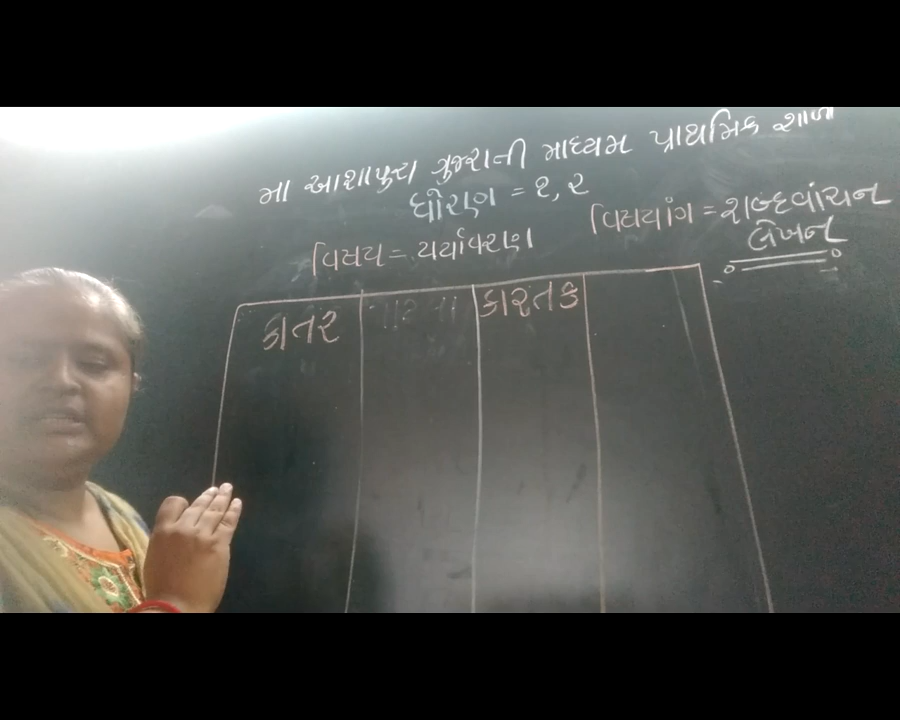 મા આશાપુરા ગુજરાતી માધ્યમ પ્રાથમિક શાળા
ધોરણ = ૧, ૨
વિષય = પર્યાવરણ
વિષયાંગ = શબ્દવાંચન
લેખન
કાતર કારતક